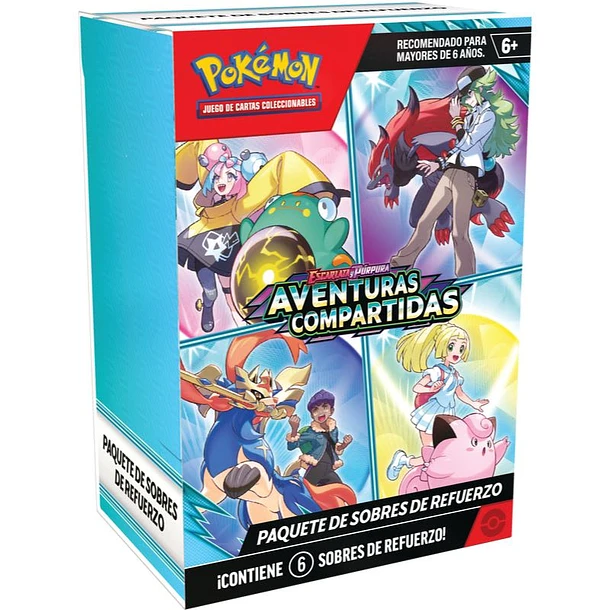 POKÉMON
JUEGO DE CARTAS COLECCIONABLES
RECOMENDADO PARA
MAYORES DE 6 AÑOS.
6+
ESCARLATA Y PÚRPURA
AVENTURAS
COMPARTIDAS
PAQUETE DE SOBRES
DE REFUERZO
PAQUETE DE SOBRES DE REFUERZO
¡CONTIENE 6 SOBRES DE REFUERZO!